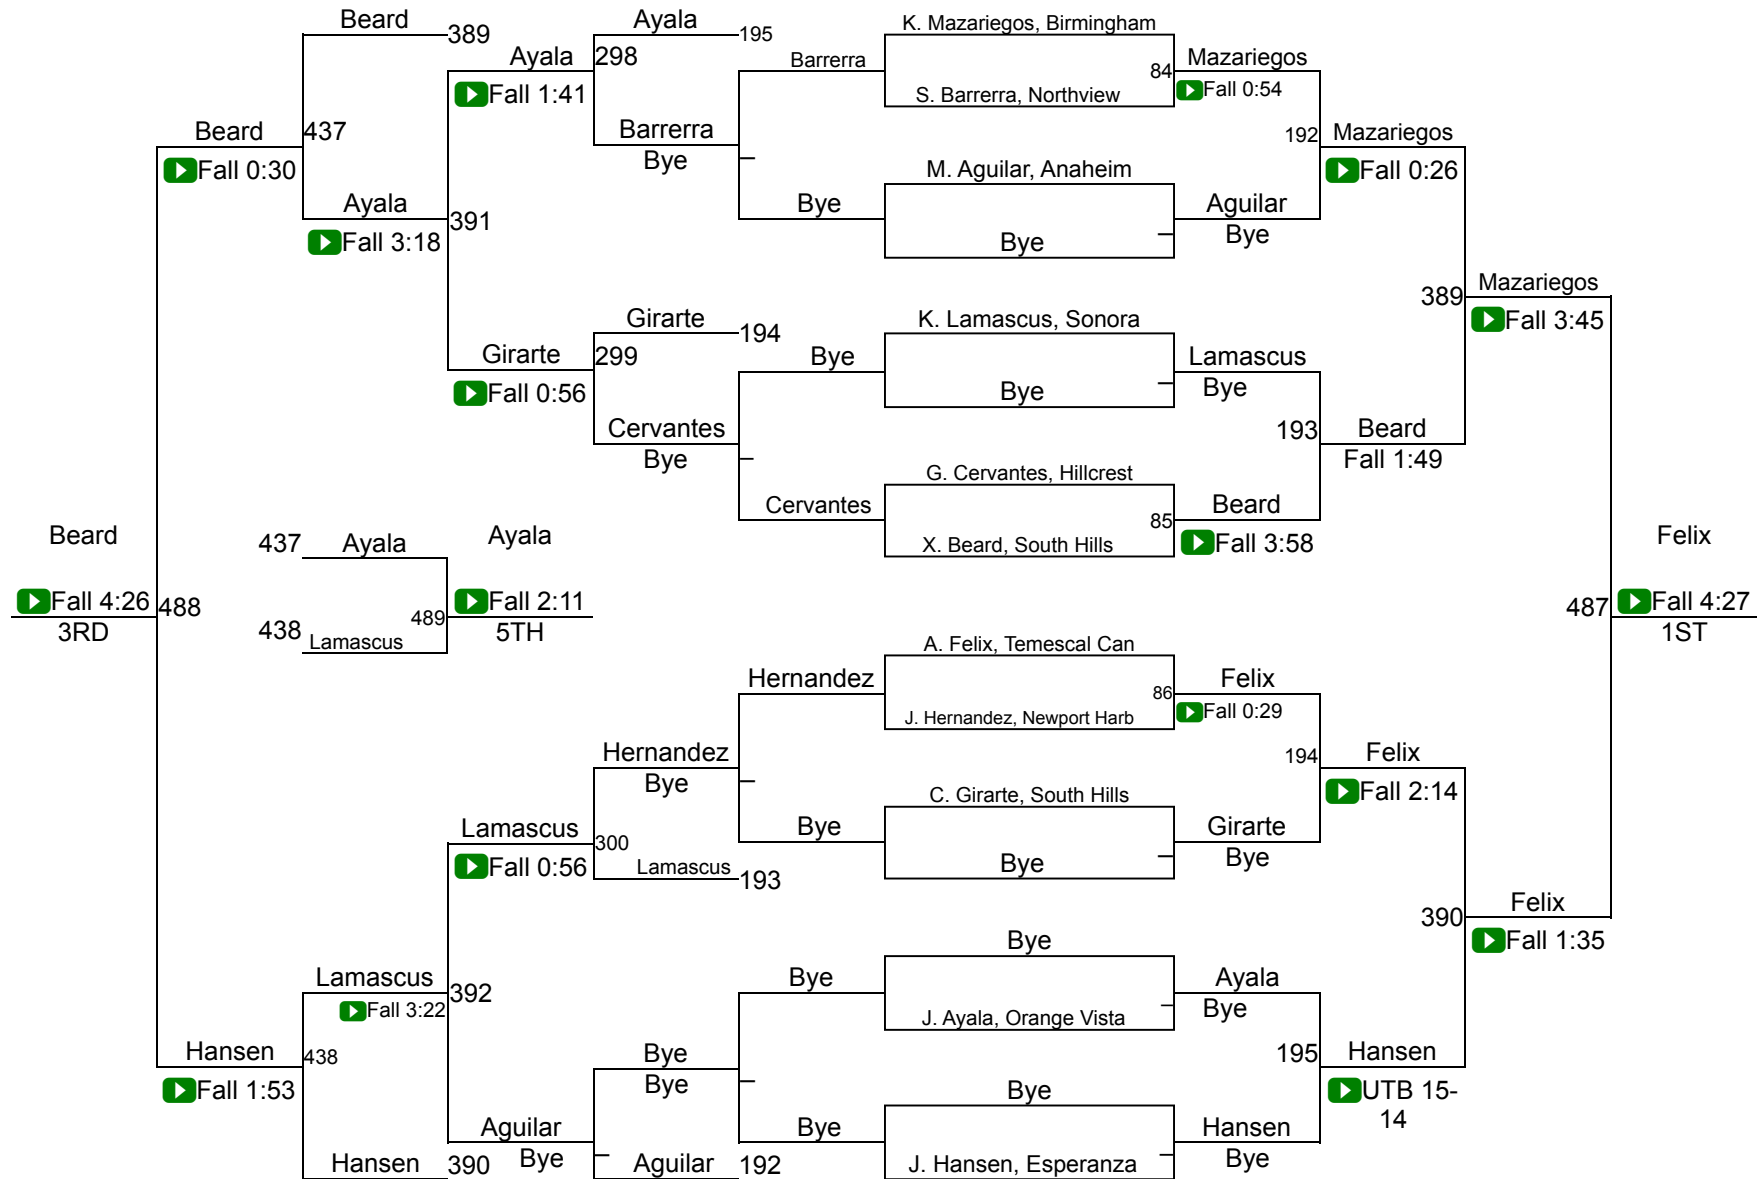 Beard
389
Ayala
195
K. Mazariegos, Birmingham
Ayala
298
Barrerra
84
Mazariegos
Fall 1:41
S. Barrerra, Northview
Fall 0:54
Beard
437
Barrerra
192
Mazariegos
Fall 0:30
Bye
M. Aguilar, Anaheim
Fall 0:26
Ayala
391
Bye
Aguilar
Fall 3:18
Bye
Bye
389
Mazariegos
Girarte
194
K. Lamascus, Sonora
Fall 3:45
Girarte
299
Bye
Lamascus
Fall 0:56
Bye
Bye
Cervantes
193
Beard
Bye
G. Cervantes, Hillcrest
Fall 1:49
Cervantes
85
Beard
Beard
437
Ayala
Ayala
X. Beard, South Hills
Fall 3:58
Felix
Fall 4:26
488
489
Fall 2:11
487
Fall 4:27
3RD
438
Lamascus
5TH
1ST
A. Felix, Temescal Can
Hernandez
86
Felix
J. Hernandez, Newport Harb
Fall 0:29
Hernandez
194
Felix
Bye
C. Girarte, South Hills
Fall 2:14
Lamascus
300
Bye
Girarte
Fall 0:56
Lamascus
193
Bye
Bye
390
Felix
Bye
Fall 1:35
Lamascus
392
Bye
Ayala
Fall 3:22
J. Ayala, Orange Vista
Bye
Hansen
438
Bye
195
Hansen
Fall 1:53
Bye
Bye
UTB 15-
14
Aguilar
Bye
Hansen
Hansen
390
Bye
Aguilar
192
J. Hansen, Esperanza
Bye